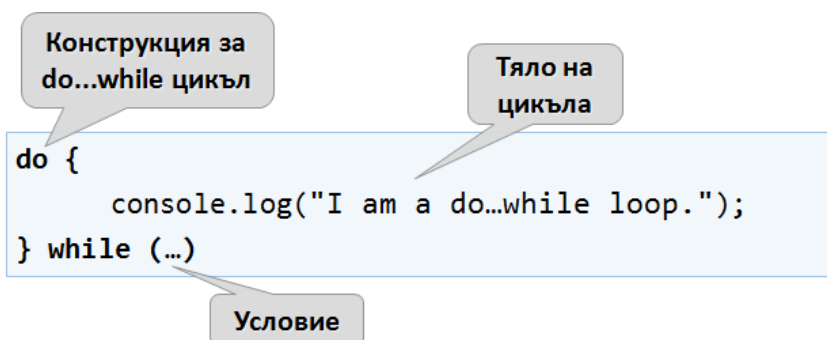 Конструкция за
do...while цикъл
Тяло на
цикъла
do {
console.log("I am a do…while loop.");
} while (…)
Условие